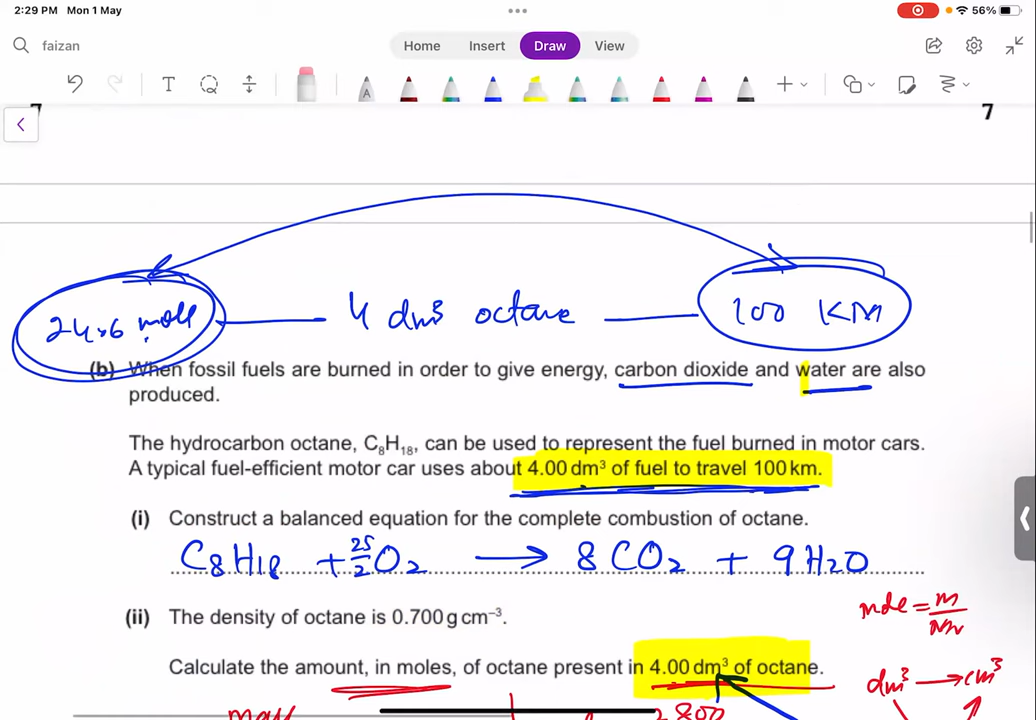 2:29 PM Mon 1 May
56%
faizan
Home Insert Draw View
7
7
24.6 mole 4 dm³ octane 100 KM
(b) When fossil fuels are burned in order to give energy, carbon dioxide and water are also
produced.
The hydrocarbon octane, C₈H₁₈, can be used to represent the fuel burned in motor cars.
A typical fuel-efficient motor car uses about 4.00 dm³ of fuel to travel 100 km.
(i) Construct a balanced equation for the complete combustion of octane.
C8H18 + 25/2 O2 → 8 CO2 + 9 H2O
(ii) The density of octane is 0.700 g cm⁻³.
mole = m/Mr
Calculate the amount, in moles, of octane present in 4.00 dm³ of octane.
dm³ → cm³
mass 2800